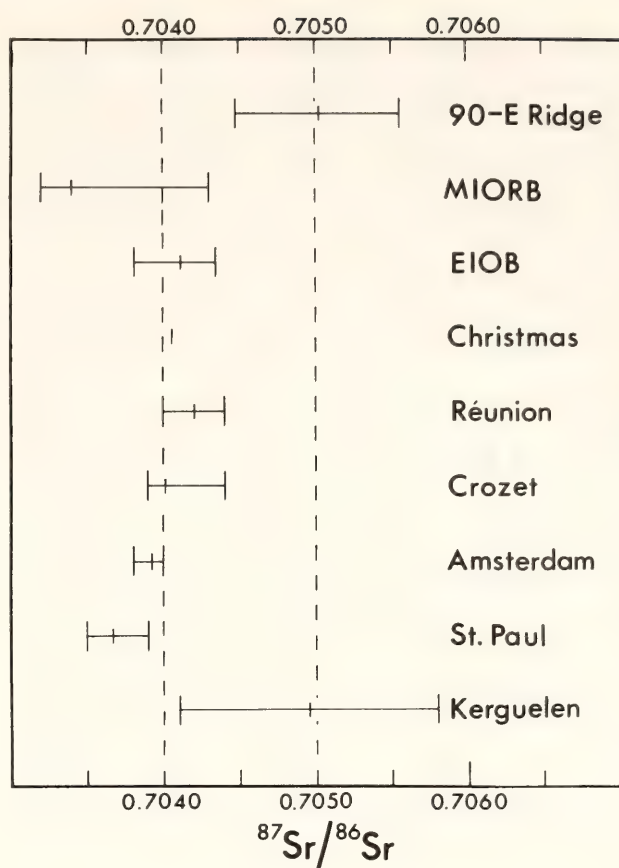 0.7040 0.7050 0.7060
90-E Ridge
MIORB
EIOB
Christmas
Réunion
Crozet
Amsterdam
St. Paul
Kerguelen
0.7040 0.7050 0.7060
⁸⁷Sr/⁸⁶Sr